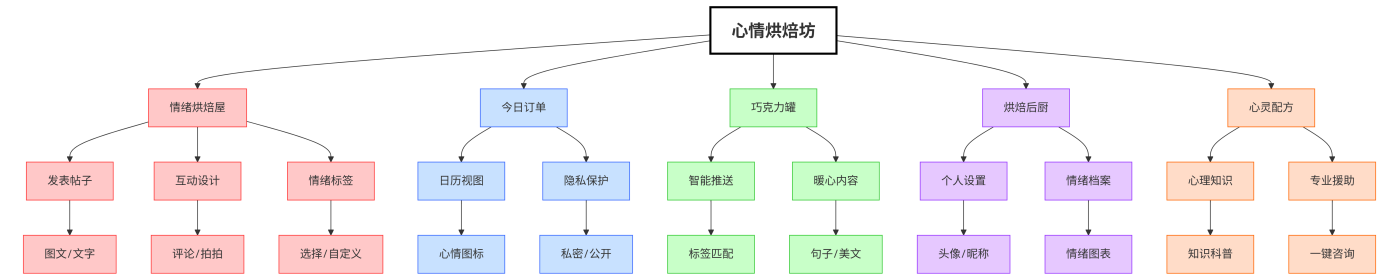 心情烘焙坊
情绪烘焙屋
今日订单
巧克力罐
烘焙后厨
心灵配方
发表帖子
互动设计
情绪标签
日历视图
隐私保护
智能推送
暖心内容
个人设置
情绪档案
心理知识
专业援助
图文/文字
评论/拍拍
选择/自定义
心情图标
私密/公开
标签匹配
句子/美文
头像/昵称
情绪图表
知识科普
一键咨询